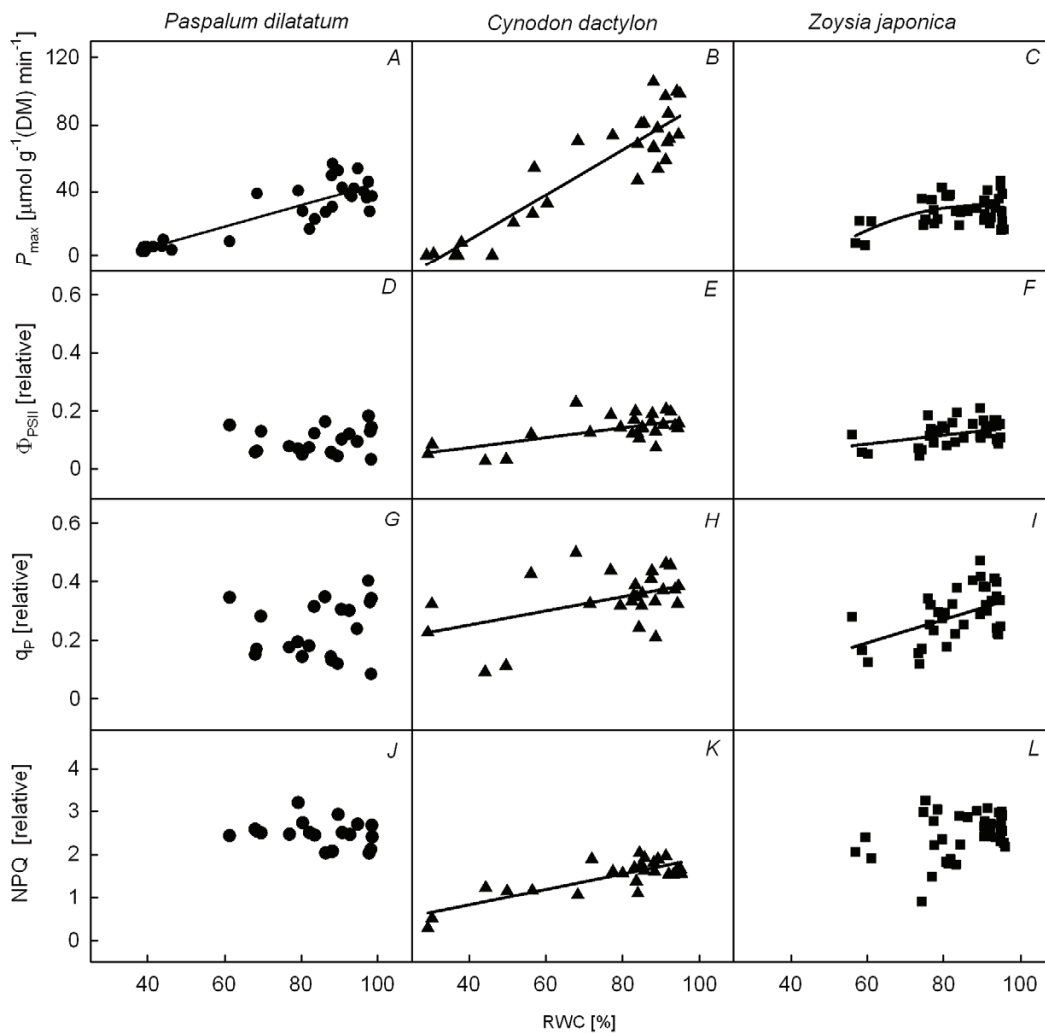 Paspalum dilatatum Cynodon dactylon Zoysia japonica
A B C
120
80
40
0
Pmax [µmol g⁻¹(DM) min⁻¹]
D E F
0.6
0.4
0.2
0
ΦPSII [relative]
G H I
0.6
0.4
0.2
0
qP [relative]
J K L
4
3
2
1
0
NPQ [relative]
40 60 80 100 40 60 80 100 40 60 80 100
RWC [%]